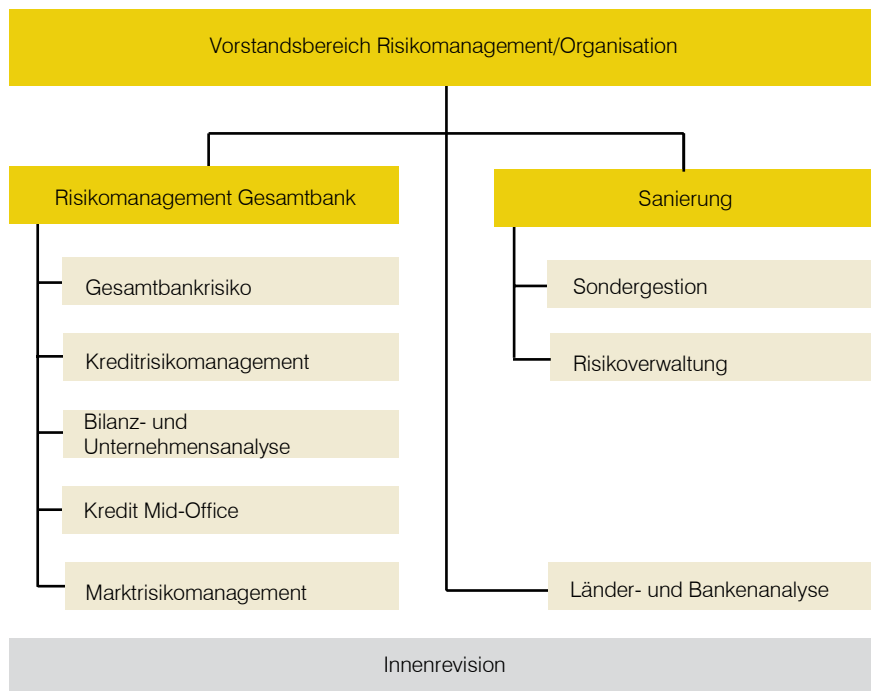 Vorstandsbereich Risikomanagement/Organisation
Risikomanagement Gesamtbank
Gesamtbankrisiko
Kreditrisikomanagement
Bilanz- und
Unternehmensanalyse
Kredit Mid-Office
Marktrisikomanagement
Sanierung
Sondergestion
Risikoverwaltung
Länder- und Bankenanalyse
Innenrevision